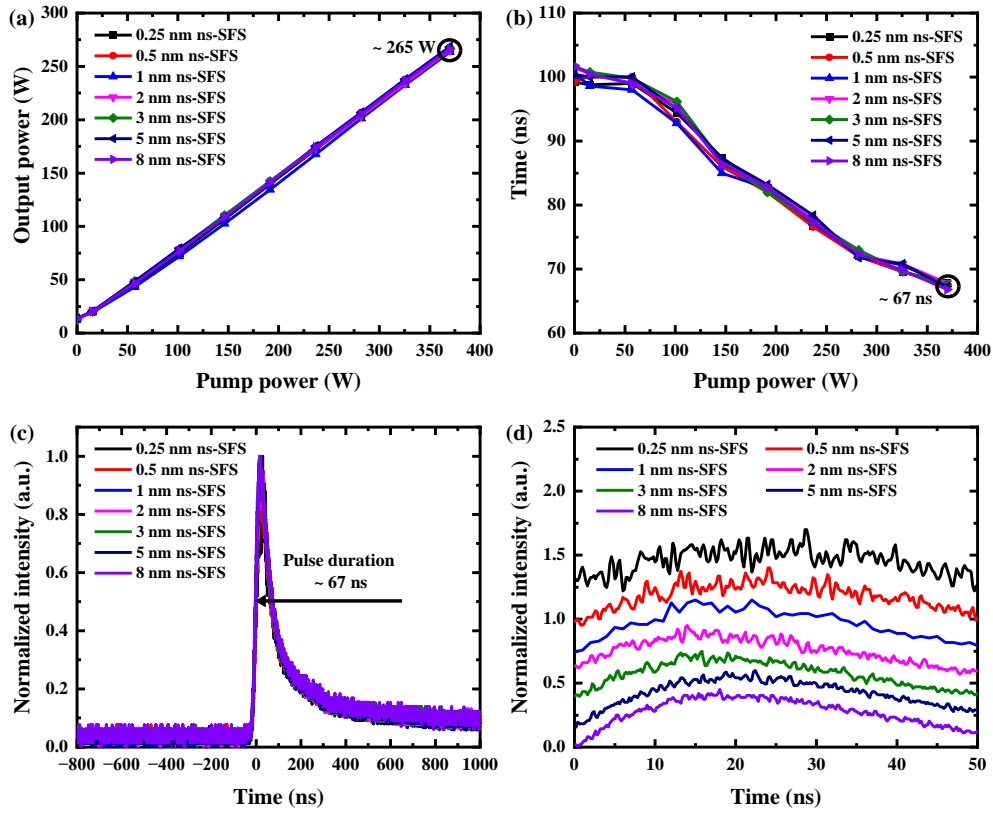 (a)
0.25 nm ns-SFS
0.5 nm ns-SFS
1 nm ns-SFS
2 nm ns-SFS
3 nm ns-SFS
5 nm ns-SFS
8 nm ns-SFS
~ 265 W
Output power (W)
300
250
200
150
100
50
0
0 50 100 150 200 250 300 350 400
Pump power (W)
(b)
0.25 nm ns-SFS
0.5 nm ns-SFS
1 nm ns-SFS
2 nm ns-SFS
3 nm ns-SFS
5 nm ns-SFS
8 nm ns-SFS
~ 67 ns
Time (ns)
110
100
90
80
70
60
0 50 100 150 200 250 300 350 400
Pump power (W)
(c)
0.25 nm ns-SFS
0.5 nm ns-SFS
1 nm ns-SFS
2 nm ns-SFS
3 nm ns-SFS
5 nm ns-SFS
8 nm ns-SFS
Pulse duration
~ 67 ns
Normalized intensity (a.u.)
1.0
0.8
0.6
0.4
0.2
0.0
−800 −600 −400 −200 0 200 400 600 800 1000
Time (ns)
(d)
0.25 nm ns-SFS 0.5 nm ns-SFS
1 nm ns-SFS 2 nm ns-SFS
3 nm ns-SFS 5 nm ns-SFS
8 nm ns-SFS
Normalized intensity (a.u.)
2.5
2.0
1.5
1.0
0.5
0.0
0 10 20 30 40 50
Time (ns)